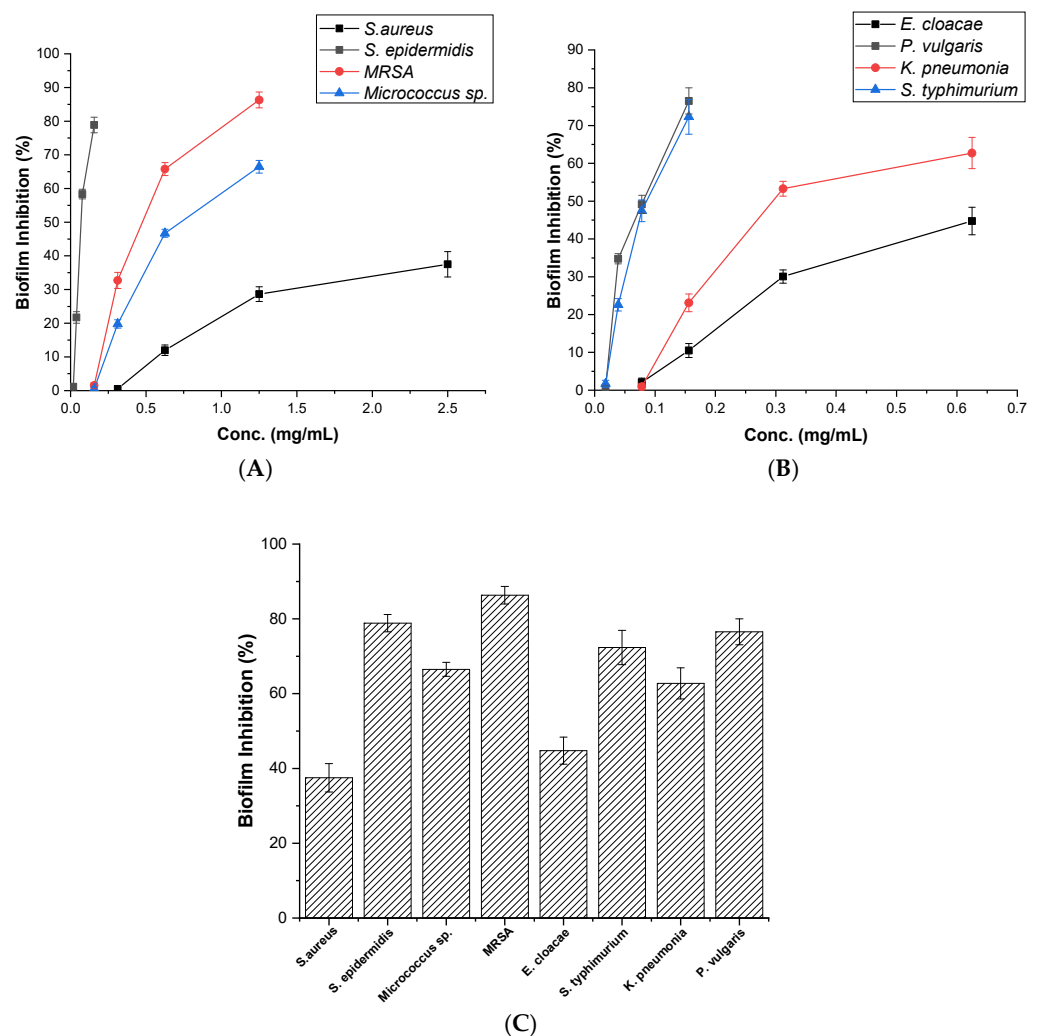 S.aureus
S. epidermidis
MRSA
Micrococcus sp.
100
90
80
70
60
50
40
30
20
10
0
Biofilm Inhibition (%)
0.0 0.5 1.0 1.5 2.0 2.5
Conc. (mg/mL)
(A)
E. cloacae
P. vulgaris
K. pneumonia
S. typhimurium
90
80
70
60
50
40
30
20
10
0
Biofilm Inhibition (%)
0.0 0.1 0.2 0.3 0.4 0.5 0.6 0.7
Conc. (mg/mL)
(B)
100
80
60
40
20
0
Biofilm Inhibition (%)
S.aureus
S. epidermidis
Micrococcus sp.
MRSA
E. cloacae
S. typhimurium
K. pneumonia
P. vulgaris
(C)